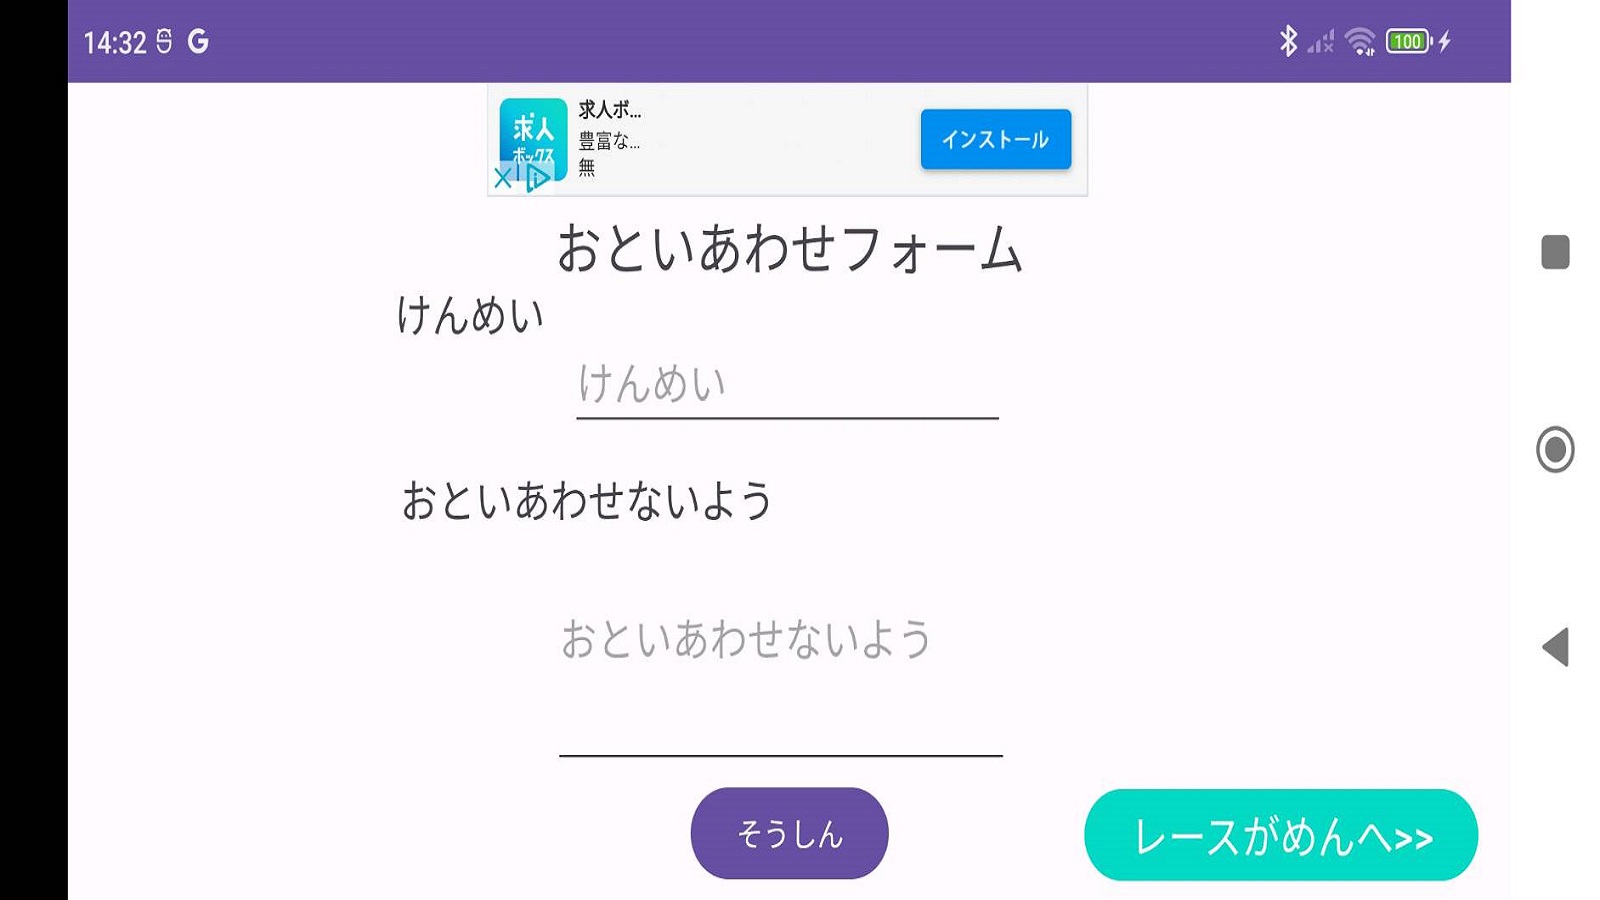 14:32 G 100
求人
ボックス
求人ボ...
豊富な...
無
インストール
おといあわせフォーム
けんめい
けんめい
おといあわせないよう
おといあわせないよう
そうしん
レースがめんへ>>